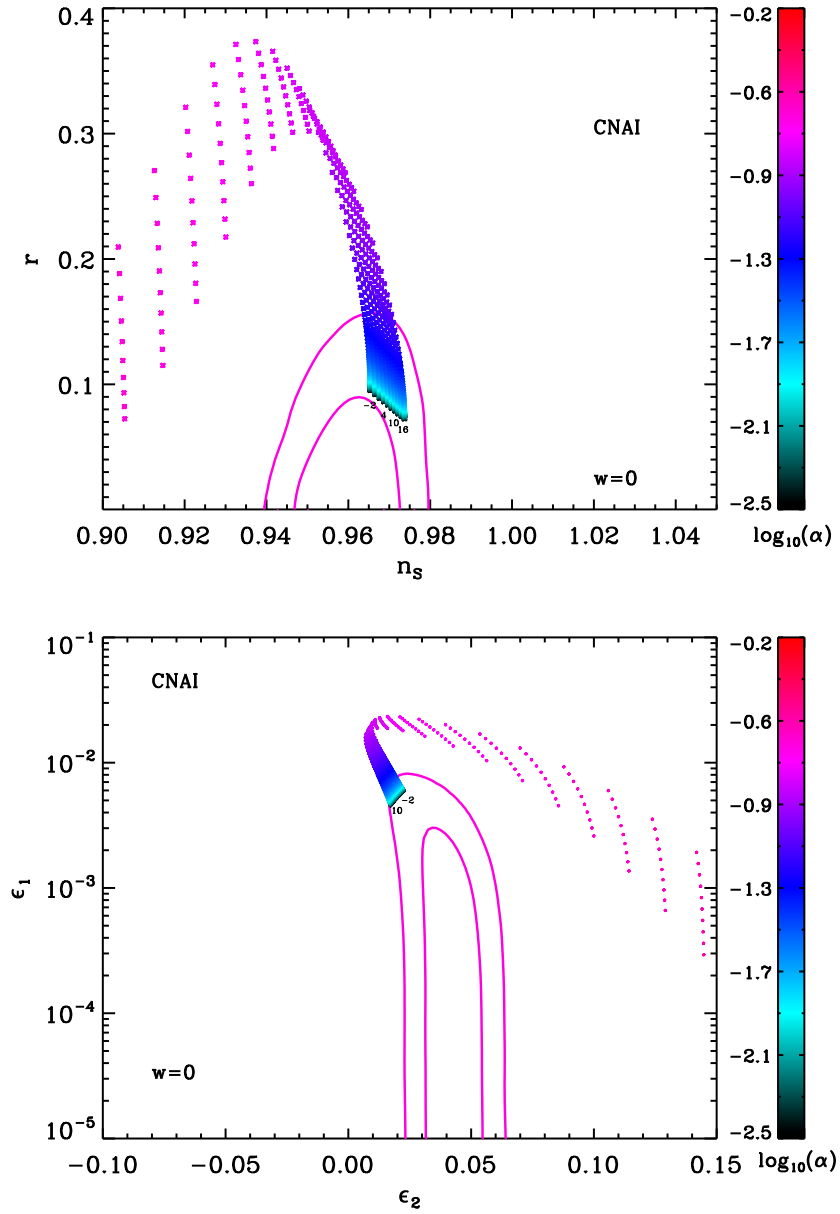 0.4
-0.2
-0.6
CNAI
0.3
-0.9
r
0.2
-1.3
-1.7
0.1
-2 4 10 16
-2.1
w=0
-2.5
0.90 0.92 0.94 0.96 0.98 1.00 1.02 1.04
log₁₀(α)
n_S
10⁻¹
-0.2
CNAI
-0.6
10⁻²
-0.9
10 -2
ε₁
10⁻³
-1.3
-1.7
10⁻⁴
-2.1
w=0
10⁻⁵
-2.5
-0.10 -0.05 0.00 0.05 0.10 0.15
log₁₀(α)
ε₂